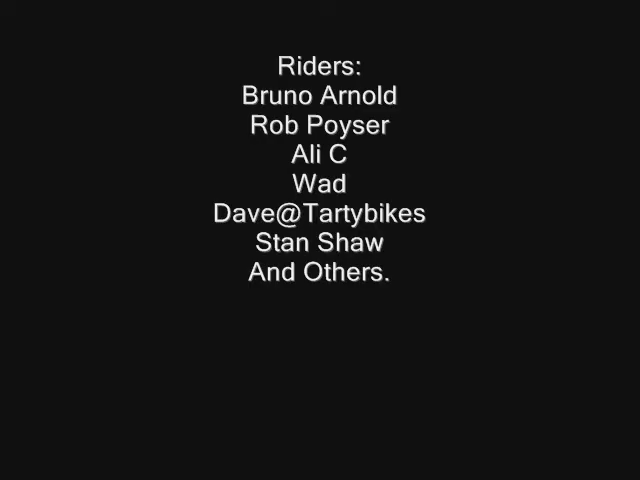 Riders:
Bruno Arnold
Rob Poyser
Ali C
Wad
Dave@Tartybikes
Stan Shaw
And Others.